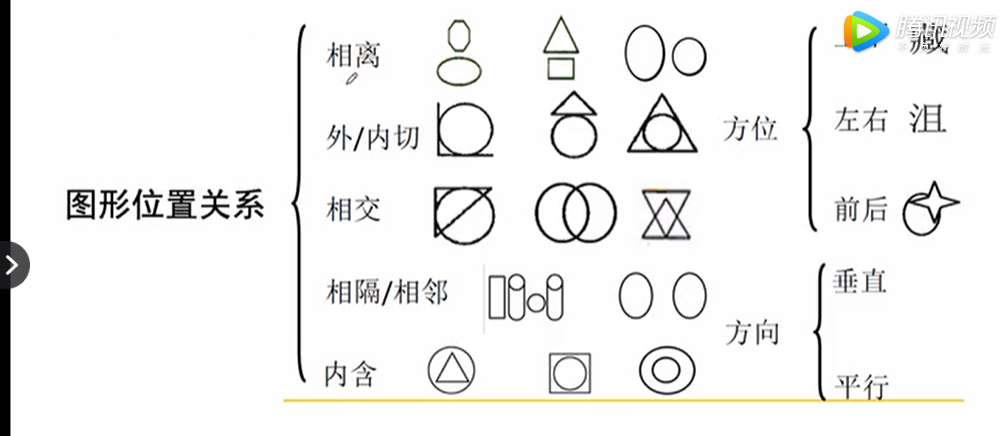 腾讯视频
相离
藏
外/内切
方位
左右 沮
图形位置关系
相交
前后
相隔/相邻
垂直
方向
内含
平行